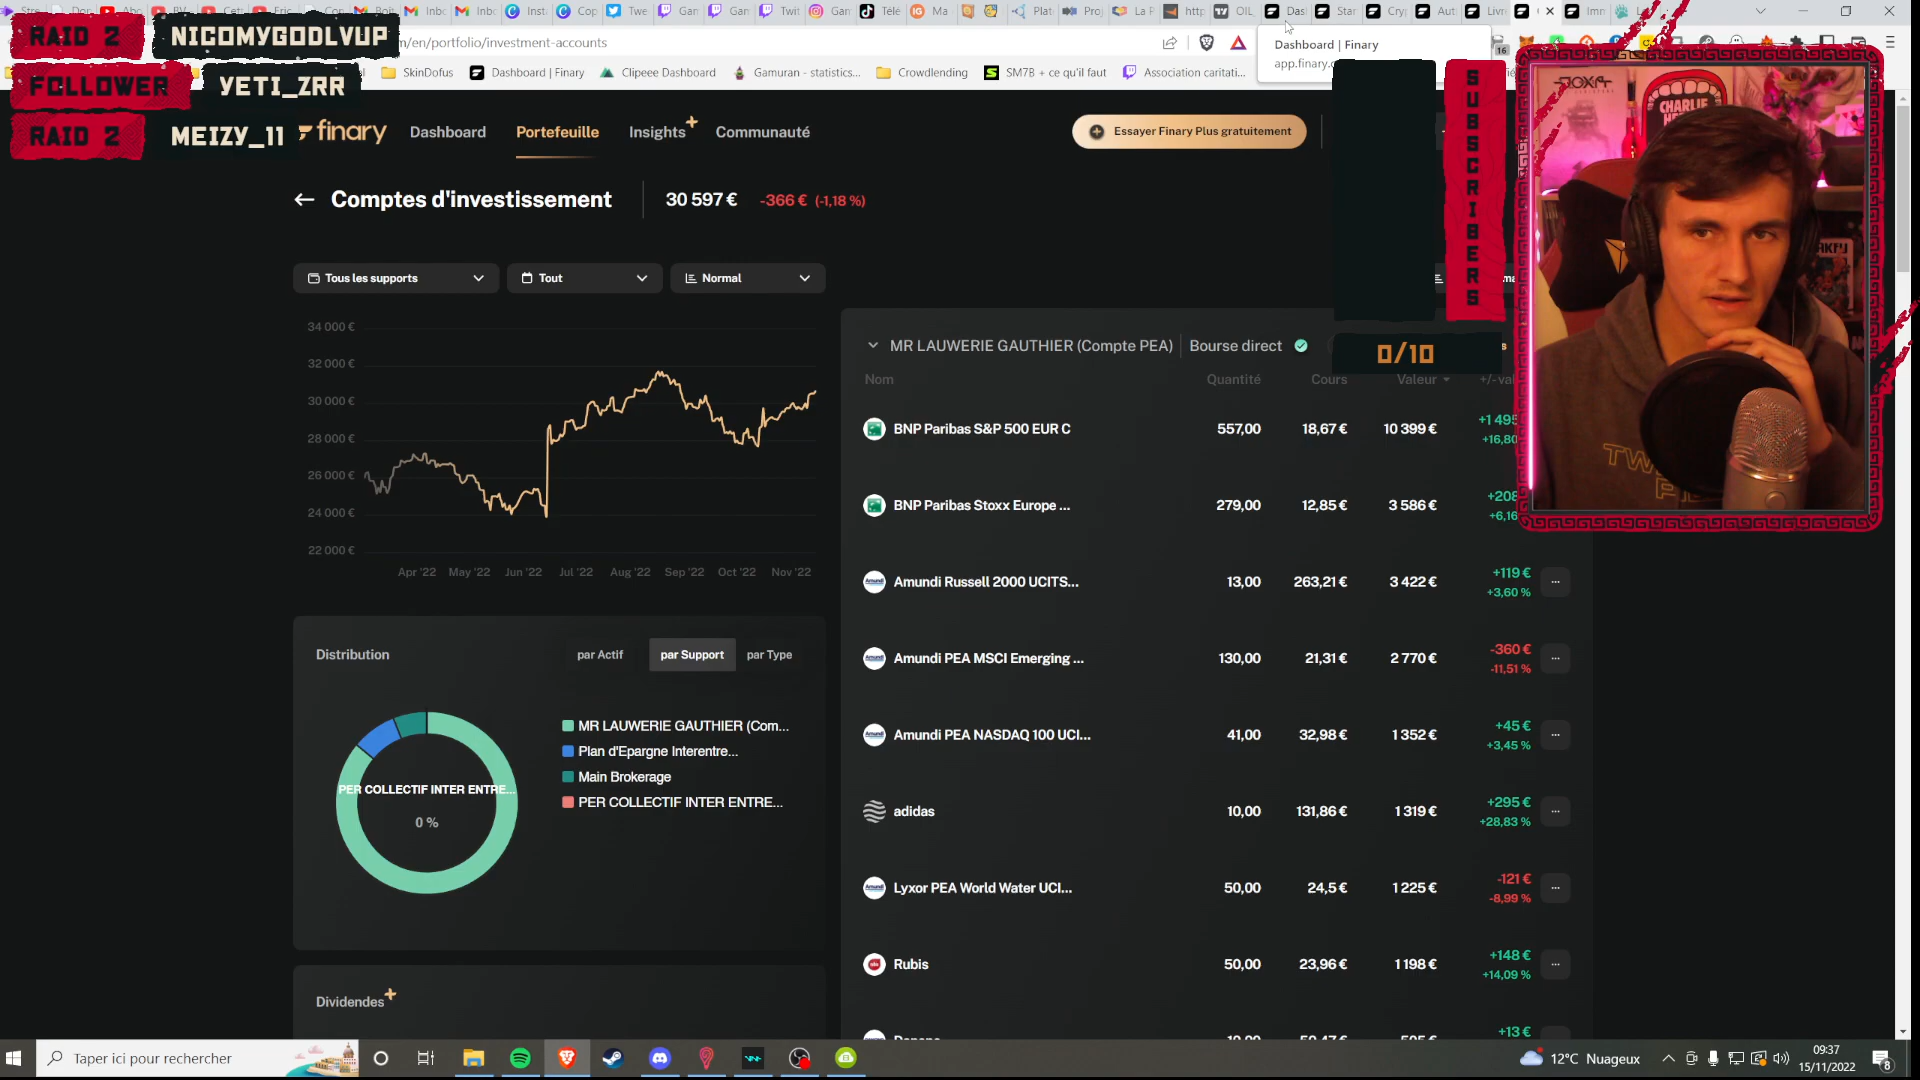 Dashboard | Finary
app.finary.c
m/en/portfolio/investment-accounts
16
SkinDofus
Dashboard | Finary
Clipeee Dashboard
Gamuran - statistics...
Crowdlending
SM7B + ce qu'il faut
Association caritati...
RAID 2
NICOMYGODLVUP
FOLLOWER
YETI_ZRR
RAID 2
MEIZY_11
finary
Dashboard
Portefeuille
Insights
Communauté
Essayer Finary Plus gratuitement
SUBSCRIBERS
0/10
Comptes d'investissement
30 597 €
-366 € (-1,18 %)
Tous les supports
Tout
Normal
34 000 €
32 000 €
30 000 €
28 000 €
26 000 €
24 000 €
22 000 €
Apr '22
May '22
Jun '22
Jul '22
Aug '22
Sep '22
Oct '22
Nov '22
MR LAUWERIE GAUTHIER (Compte PEA)
Bourse direct
Nom
Quantité
Cours
Valeur
+/- val
BNP Paribas S&P 500 EUR C
557,00
18,67 €
10 399 €
+1 495
+16,80
BNP Paribas Stoxx Europe ...
279,00
12,85 €
3 586 €
+208
+6,16
Amundi Russell 2000 UCITS...
13,00
263,21 €
3 422 €
+119 €
+3,60 %
Amundi PEA MSCI Emerging ...
130,00
21,31 €
2 770 €
-360 €
-11,51 %
Amundi PEA NASDAQ 100 UCI...
41,00
32,98 €
1 352 €
+45 €
+3,45 %
adidas
10,00
131,86 €
1 319 €
+295 €
+28,83 %
Lyxor PEA World Water UCI...
50,00
24,5 €
1 225 €
-121 €
-8,99 %
Rubis
50,00
23,96 €
1 198 €
+148 €
+14,09 %
+13 €
Distribution
par Actif
par Support
par Type
PER COLLECTIF INTER ENTRE...
0 %
MR LAUWERIE GAUTHIER (Com...
Plan d'Epargne Interentre...
Main Brokerage
PER COLLECTIF INTER ENTRE...
Dividendes
Taper ici pour rechercher
12°C Nuageux
09:37
15/11/2022
8